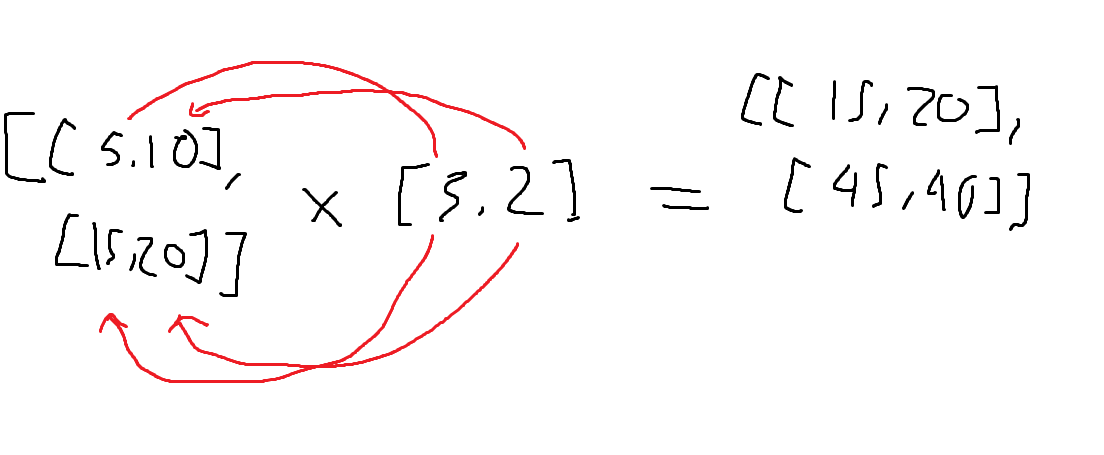 [[5.10],
[15,20]]
× [3.2] =
[[15,20],
[45,40]]